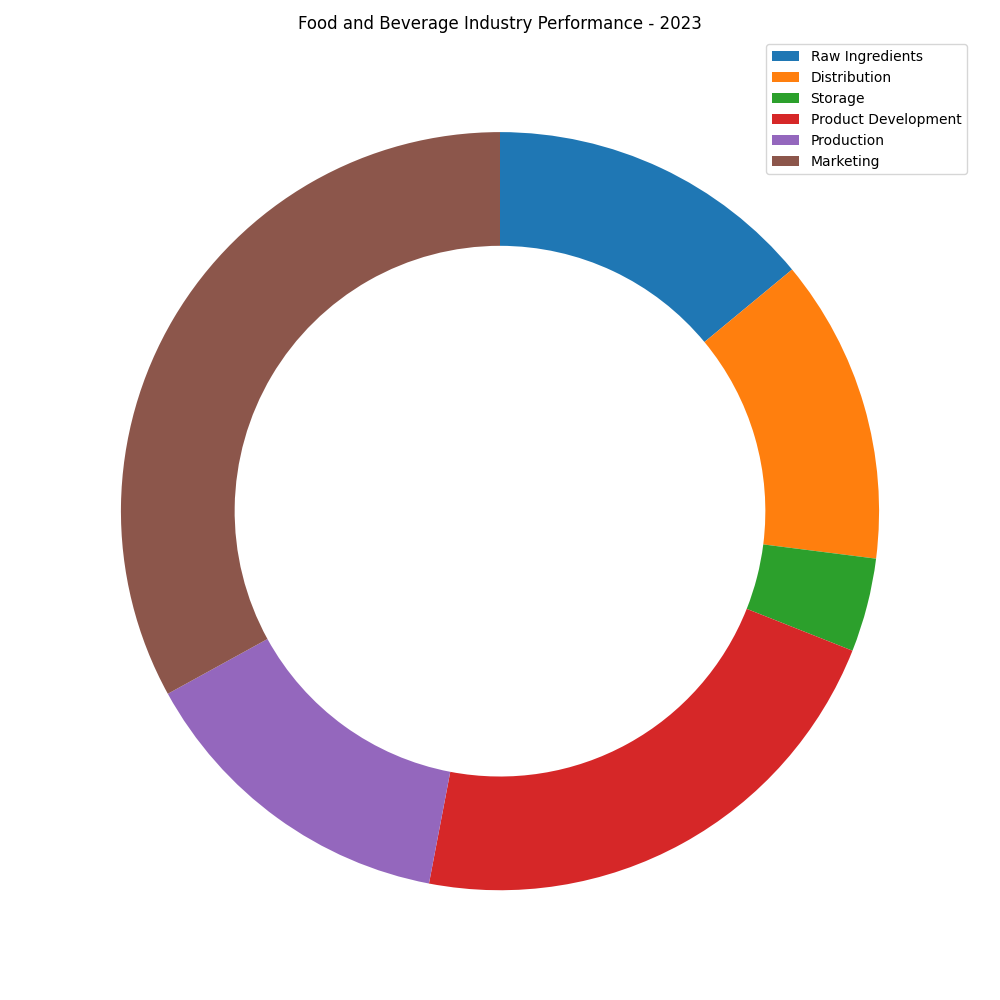 Food and Beverage Industry Performance - 2023
Raw Ingredients
Distribution
Storage
Product Development
Production
Marketing